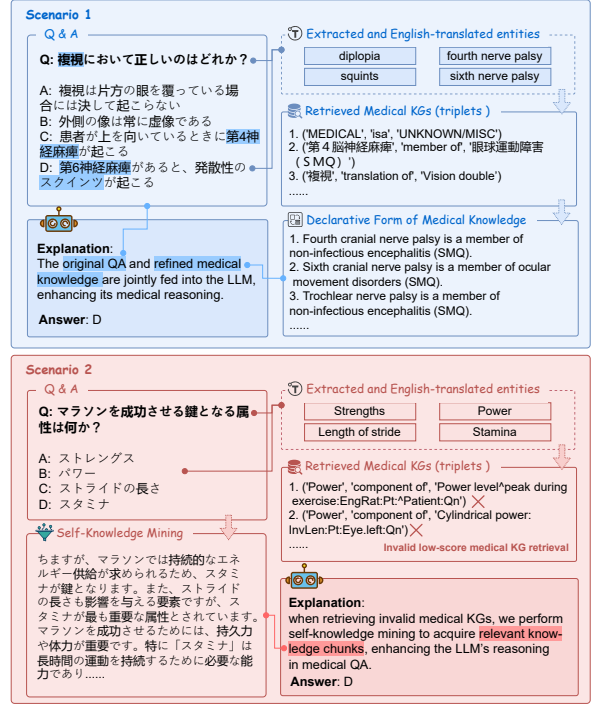 Scenario 1
Q & A
Q: 複視において正しいのはどれか？
A: 複視は片方の眼を覆っている場
合には決して起こらない
B: 外側の像は常に虚像である
C: 患者が上を向いているときに第4神
経麻痺が起こる
D: 第6神経麻痺があると、発散性の
スクインツが起こる
Extracted and English-translated entities
diplopia
fourth nerve palsy
squints
sixth nerve palsy
Retrieved Medical KGs (triplets )
1. ('MEDICAL', 'isa', 'UNKNOWN/MISC')
2. ('第４脳神経麻痺', 'member of', '眼球運動障害
(ＳＭＱ）')
3. ('複視', 'translation of', 'Vision double')
......
Explanation:
The original QA and refined medical
knowledge are jointly fed into the LLM,
enhancing its medical reasoning.
Answer: D
Declarative Form of Medical Knowledge
1. Fourth cranial nerve palsy is a member of
non-infectious encephalitis (SMQ).
2. Sixth cranial nerve palsy is a member of ocular
movement disorders (SMQ).
3. Trochlear nerve palsy is a member of
non-infectious encephalitis (SMQ).
......
Scenario 2
Q & A
Q: マラソンを成功させる鍵となる属
性は何か？
A: ストレングス
B: パワー
C: ストライドの長さ
D: スタミナ
T Extracted and English-translated entities
Strengths
Power
Length of stride
Stamina
Retrieved Medical KGs (triplets )
1. ('Power', 'component of', 'Power level^peak during
exercise:EngRat:Pt:^Patient:Qn')
2. ('Power', 'component of', 'Cylindrical power:
InvLen:Pt:Eye.left:Qn')
......
Invalid low-score medical KG retrieval
Self-Knowledge Mining
ちますが、マラソンでは持続的なエネ
ルギー供給が求められるため、スタミ
ナが鍵となります。また、ストライド
の長さも影響を与える要素ですが、ス
タミナが最も重要な属性とされています。
マラソンを成功させるためには、持久力
や体力が重要です。特に「スタミナ」は
長時間の運動を持続するために必要な能
力であり......
Explanation:
when retrieving invalid medical KGs, we perform
self-knowledge mining to acquire relevant know-
ledge chunks, enhancing the LLM's reasoning
in medical QA.
Answer: D